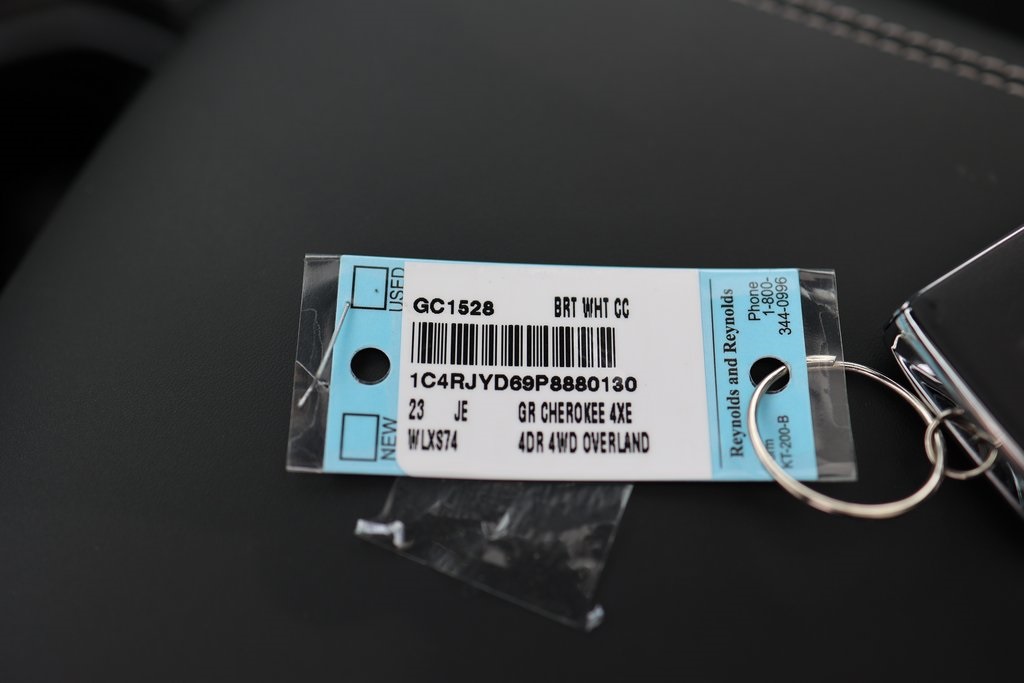 USED
NEW
GC1528 BRT WHT CC
1C4RJYD69P8880130
23 JE GR CHEROKEE 4XE
WLXS74 4DR 4WD OVERLAND
Reynolds and Reynolds
Phone
1-800-
344-0996
KT-200-B